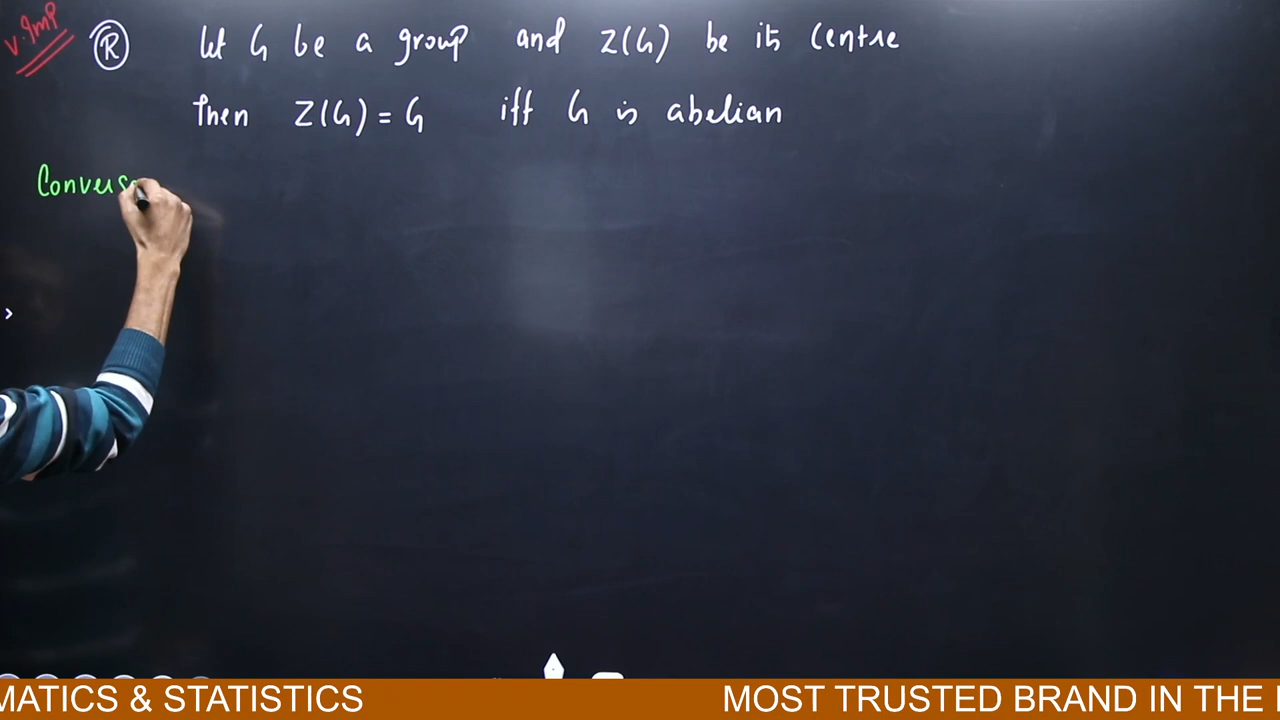 V. Imp
R Let G be a group and Z(G) be its centre
Then Z(G) = G iff G is abelian
Converse
MATICS & STATISTICS MOST TRUSTED BRAND IN THE